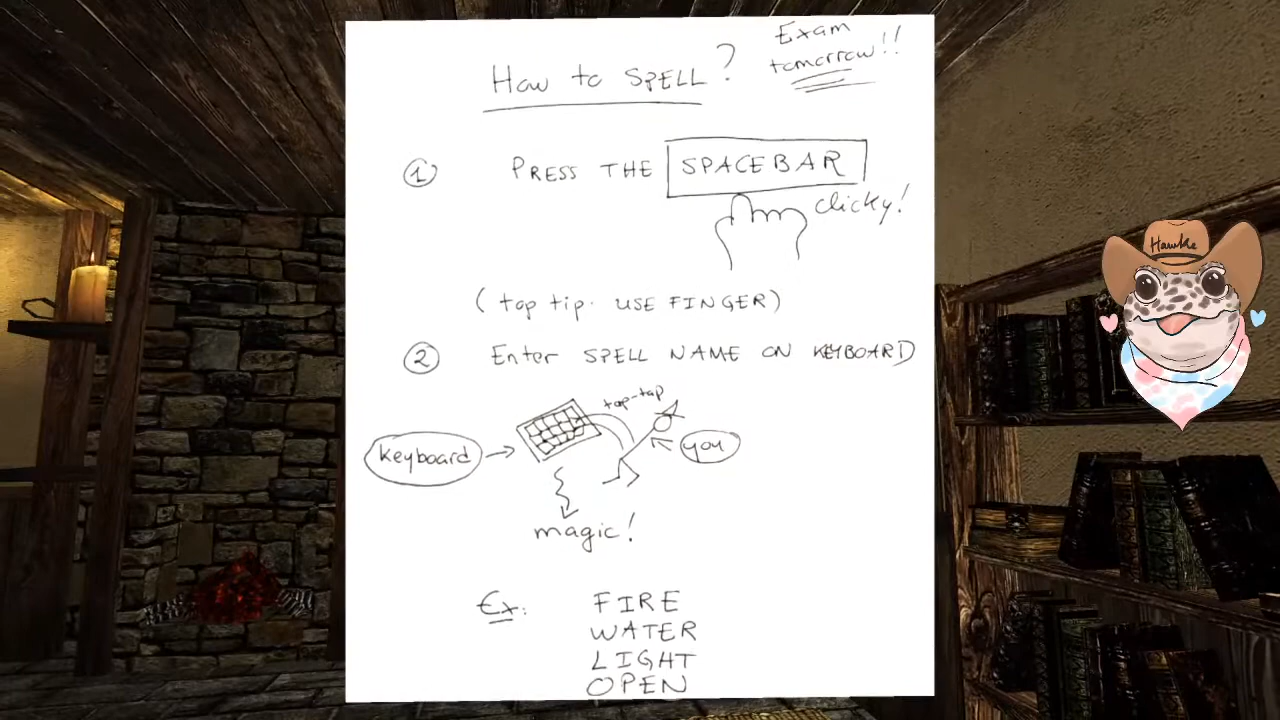 How to SPELL?
Exam
tomorrow!!
1 PRESS THE SPACEBAR
clicky!
(top tip. USE FINGER)
2 Enter SPELL NAME ON KEYBOARD
tap-tap
keyboard
you
magic!
Ex: FIRE
WATER
LIGHT
OPEN
Hawke